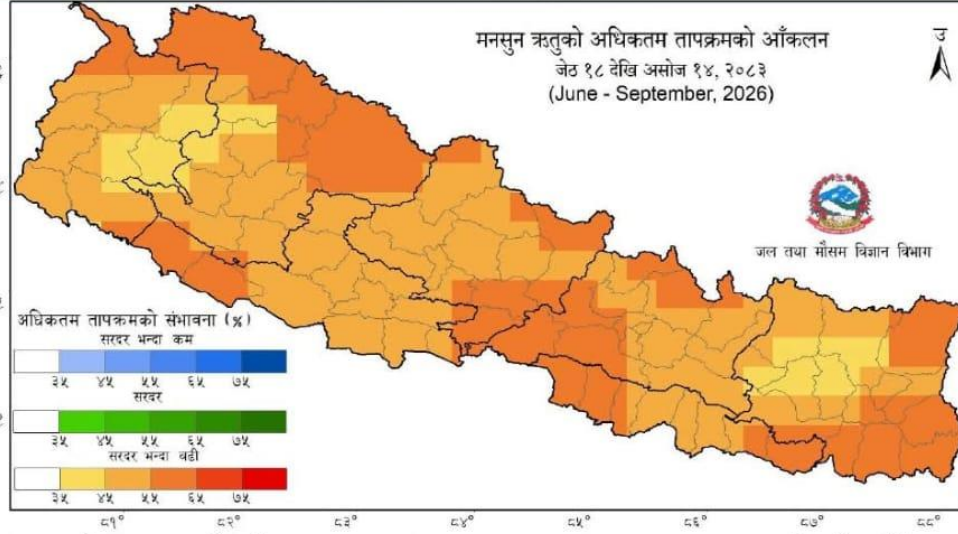 मनसुन ऋतुको अधिकतम तापक्रमको आँकलन
जेठ १८ देखि असोज १४, २०८३
(June - September, 2026)
उ
जल तथा मौसम विज्ञान विभाग
अधिकतम तापक्रमको संभावना (%)
सरदर भन्दा कम
३५ ४५ ५५ ६५ ७५
सरदर
३५ ४५ ५५ ६५ ७५
सरदर भन्दा बढी
३५ ४५ ५५ ६५ ७५
८१° ८२° ८३° ८४° ८५° ८६° ८७° ८८°